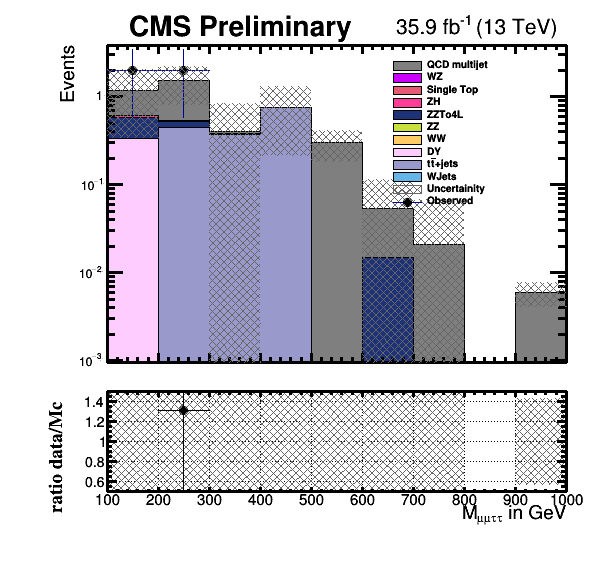 CMS Preliminary
35.9 fb⁻¹ (13 TeV)
Events
QCD multijet
WZ
Single Top
ZH
ZZTo4L
ZZ
WW
DY
tt̄+jets
WJets
Uncertainity
Observed
1
10⁻¹
10⁻²
10⁻³
ratio data/Mc
1.4
1.2
1
0.8
0.6
100 200 300 400 500 600 700 800 900 1000
M_μμττ in GeV